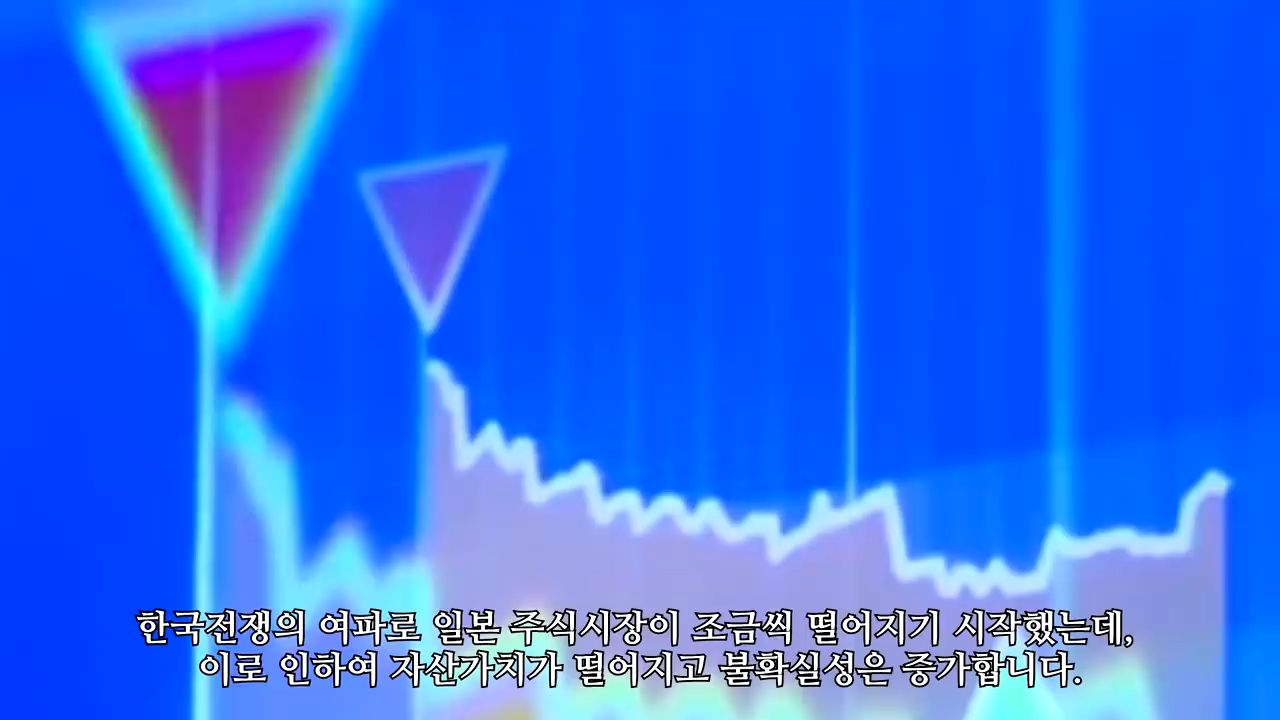 한국전쟁의 여파로 일본 주식시장이 조금씩 떨어지기 시작했는데,
이로 인하여 자산가치가 떨어지고 불확실성은 증가합니다.